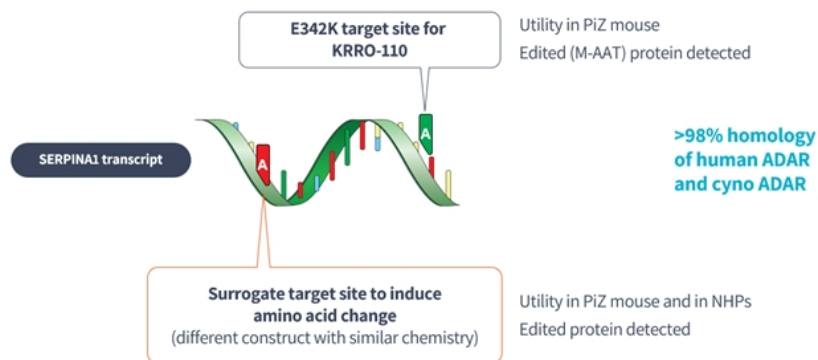 E342K target site for
KRRO-110
Utility in PiZ mouse
Edited (M-AAT) protein detected
A
A
SERPINA1 transcript
>98% homology
of human ADAR
and cyno ADAR
Surrogate target site to induce
amino acid change
(different construct with similar chemistry)
Utility in PiZ mouse and in NHPs
Edited protein detected